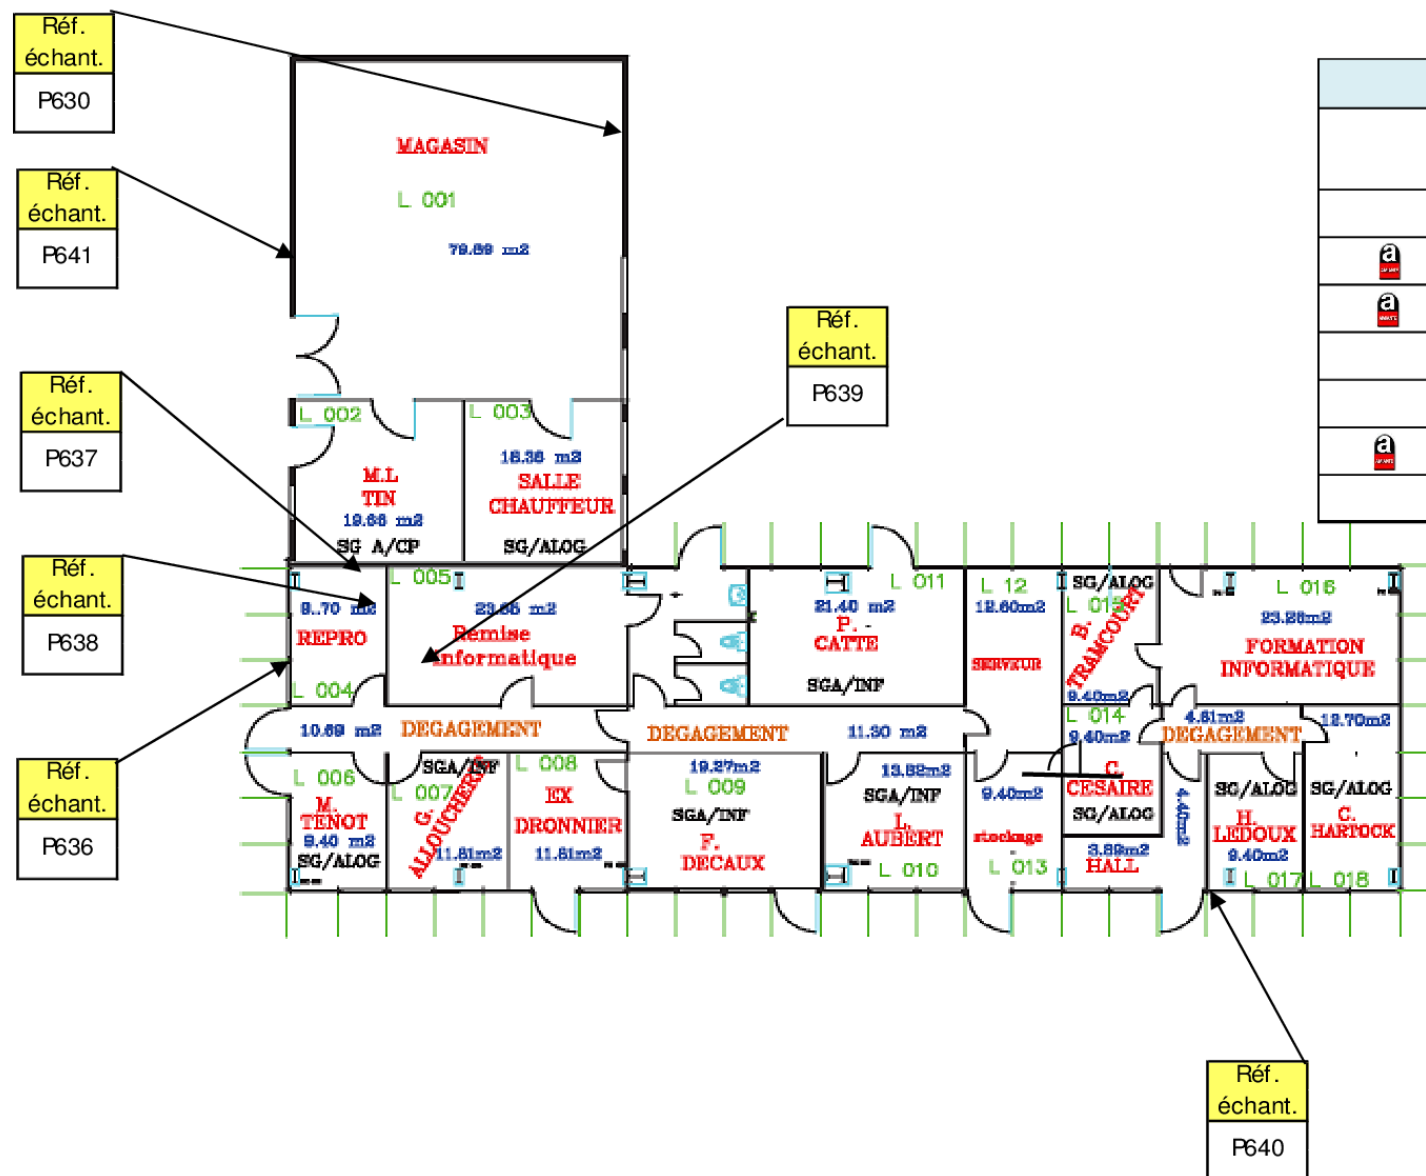 Réf.
échant.
P630
MAGASIN
L 001
Réf.
échant.
P641
79.69 m2
Réf.
échant.
P639
Réf.
échant.
P637
L 002
L 003
18.36 m2
M.L
TIN
SALLE
CHAUFFEUR
19.66 m2
SG A/CP
SG/ALOG
Réf.
échant.
P638
L 005
L 011
L 12
SG/ALOG
L 016
9.70 m2
21.40 m2
12.60m2
L 015
23.28m2
REPRO
Remise
informatique
P.
CATTE
SERVEUR
B.
TRAMCOURT
FORMATION
INFORMATIQUE
L 004
SGA/INF
9.40m2
10.69 m2
DEGAGEMENT
DEGAGEMENT
11.30 m2
L 014
9.40m2
4.61m2
DEGAGEMENT
12.70m2
Réf.
échant.
P636
L 006
M.
TENOT
9.40 m2
SG/ALOG
SGA/INF
L 007
G.
ALLOUCHERIE
11.61m2
L 008
EX
DRONNIER
11.61m2
19.27m2
L 009
SGA/INF
F.
DECAUX
13.82m2
SGA/INF
L.
AUBERT
L 010
9.40m2
stockage
L 013
C.
CESAIRE
SG/ALOG
3.89m2
HALL
4.40m2
SG/ALOG
H.
LEDOUX
9.40m2
L 017
SG/ALOG
C.
HARTOCK
L 018
Réf.
échant.
P640
a
a
a